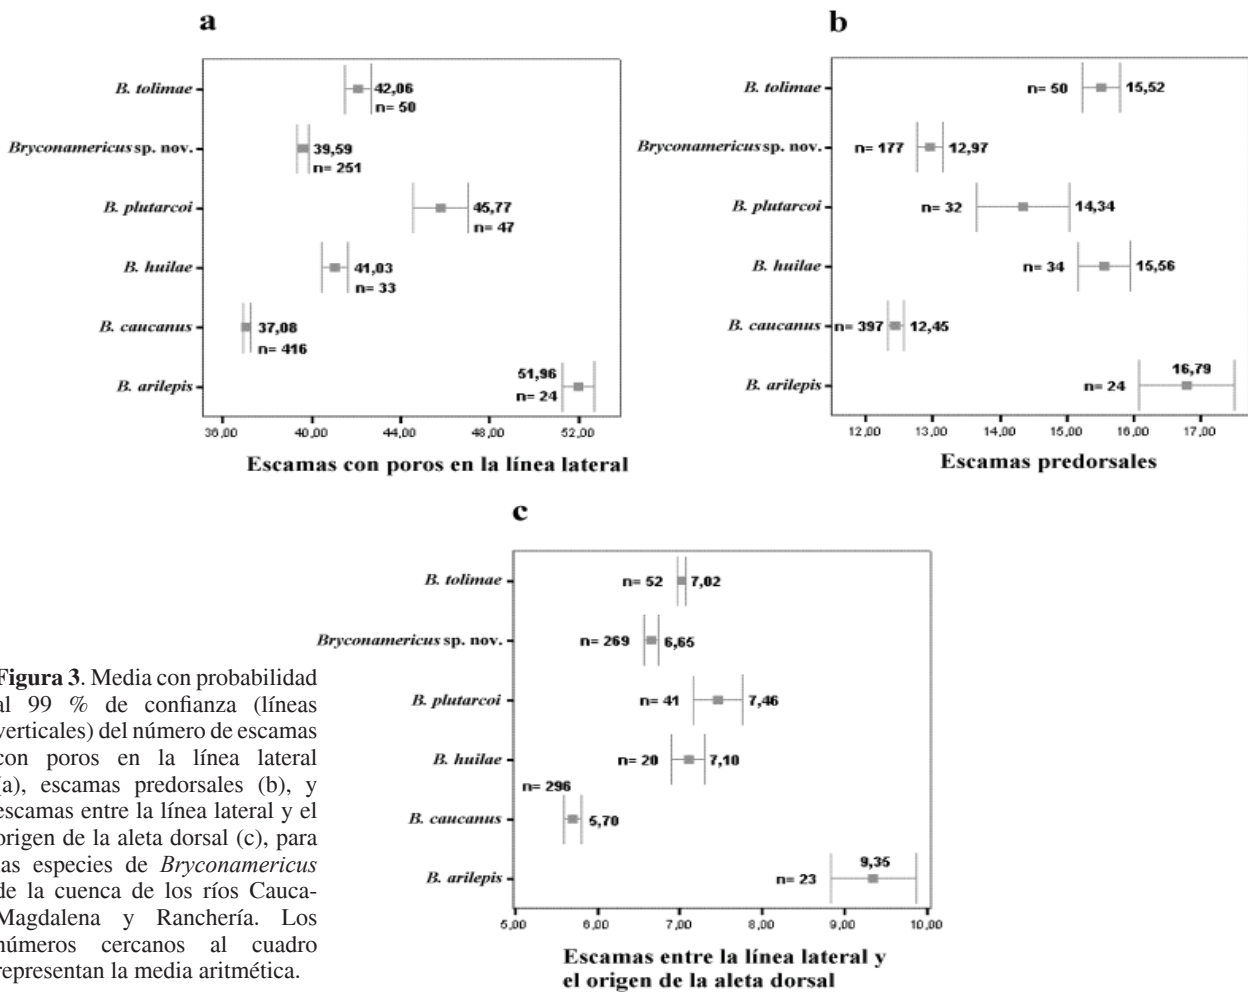 a
B. tolimae
42,06
n= 50
Bryconamericus sp. nov.
39,59
n= 251
B. plutarcoi
45,77
n= 47
B. huilae
41,03
n= 33
B. caucanus
37,08
n= 416
B. arilepis
51,96
n= 24
36,00 40,00 44,00 48,00 52,00
Escamas con poros en la línea lateral
b
B. tolimae n= 50 15,52
Bryconamericus sp. nov. n= 177 12,97
B. plutarcoi n= 32 14,34
B. huilae n= 34 15,56
B. caucanus n= 397 12,45
16,79
B. arilepis n= 24
12,00 13,00 14,00 15,00 16,00 17,00
Escamas predorsales
c
B. tolimae n= 52 7,02
Bryconamericus sp. nov. n= 269 6,65
B. plutarcoi n= 41 7,46
B. huilae n= 20 7,10
n= 296
B. caucanus 5,70
9,35
B. arilepis n= 23
5,00 6,00 7,00 8,00 9,00 10,00
Escamas entre la línea lateral y
el origen de la aleta dorsal
Figura 3. Media con probabilidad
al 99 % de confianza (líneas
verticales) del número de escamas
con poros en la línea lateral
(a), escamas predorsales (b), y
escamas entre la línea lateral y el
origen de la aleta dorsal (c), para
las especies de Bryconamericus
de la cuenca de los ríos Cauca-
Magdalena y Ranchería. Los
números cercanos al cuadro
representan la media aritmética.